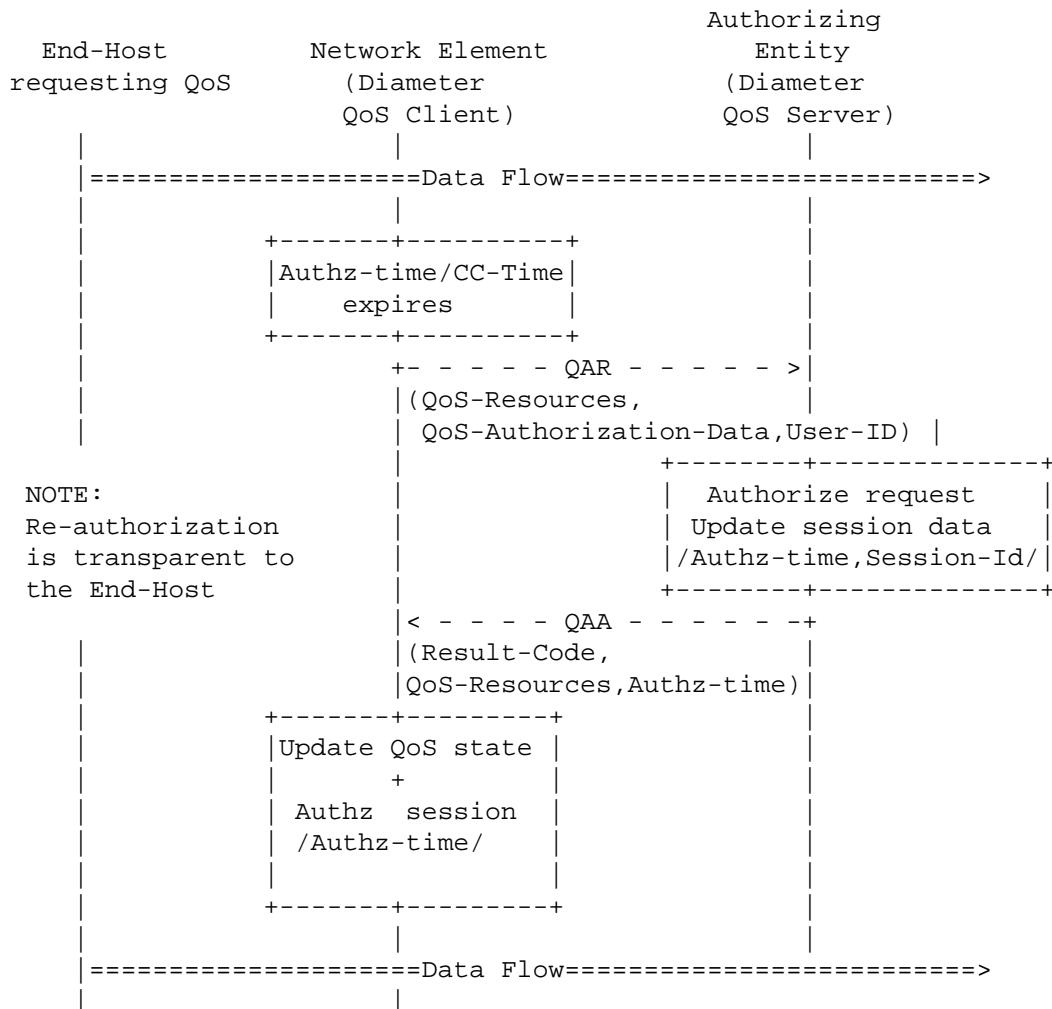 Authorizing
  End-Host         Network Element             Entity
requesting QoS       (Diameter               (Diameter
                     QoS Client)             QoS Server)
=====================Data Flow==========================>
Authz-time/CC-Time
expires
+- - - - - QAR - - - - - >
(QoS-Resources,
QoS-Authorization-Data,User-ID)
NOTE:                                     Authorize request
Re-authorization                         Update session data
is transparent to                       /Authz-time,Session-Id/
the End-Host
< - - - - QAA - - - - - -+
(Result-Code,
QoS-Resources,Authz-time)
Update QoS state
+
Authz  session
/Authz-time/
=====================Data Flow==========================>